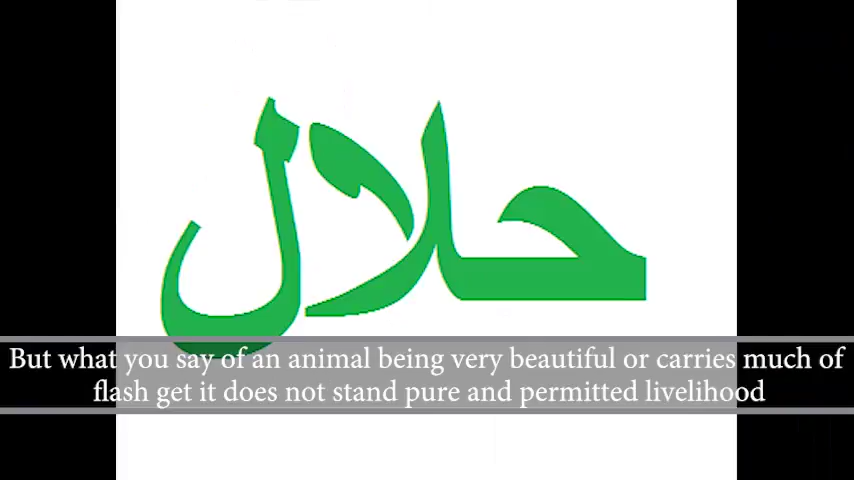 حلال
But what you say of an animal being very beautiful or carries much of
flash get it does not stand pure and permitted livelihood